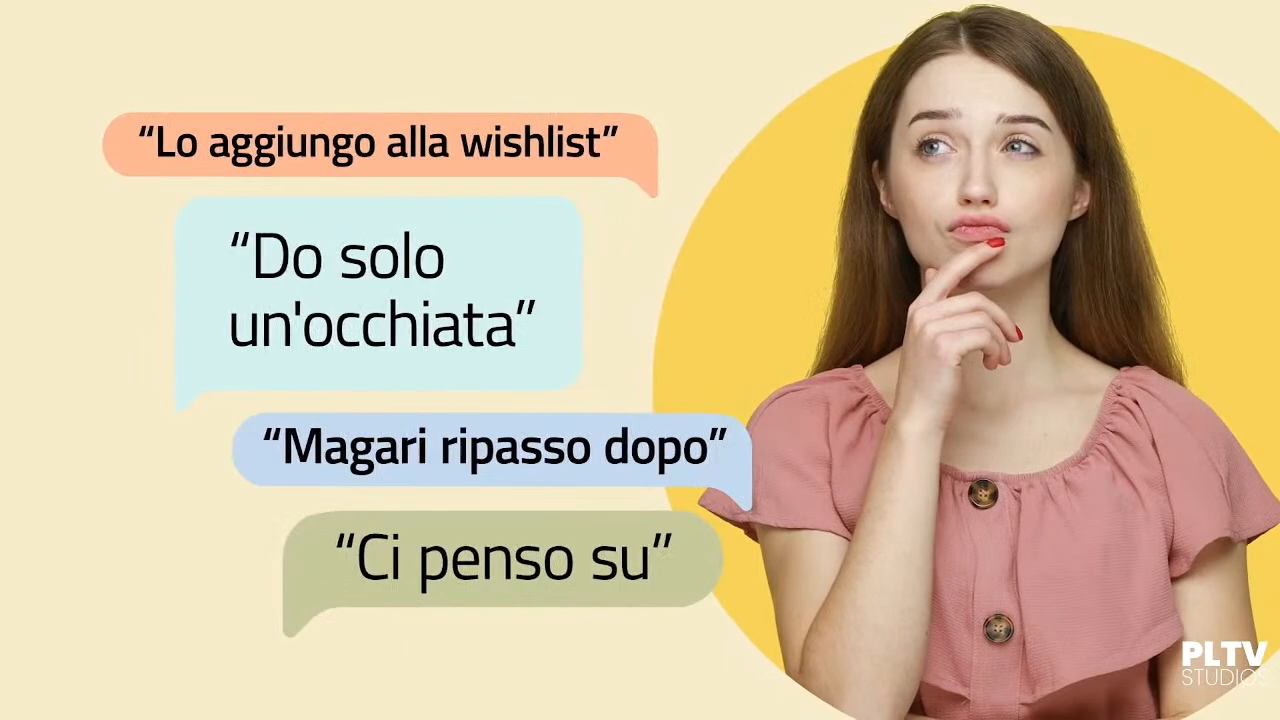 “Lo aggiungo alla wishlist”
“Do solo
un'occhiata”
“Magari ripasso dopo”
“Ci penso su”
PLTV
STUDIOS